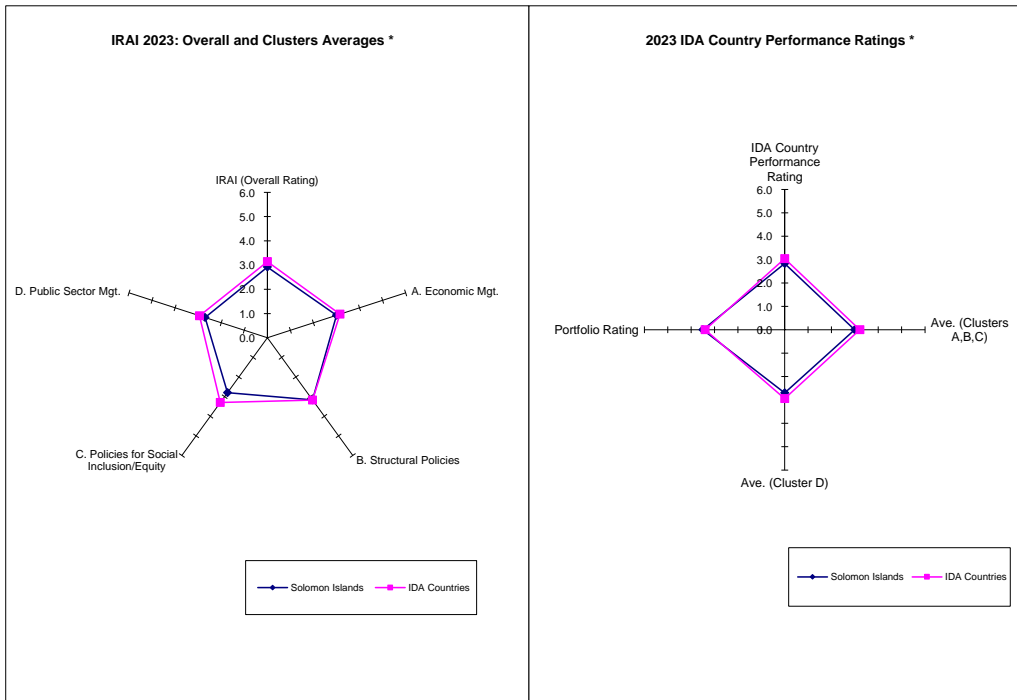 IRAI 2023: Overall and Clusters Averages *
IRAI (Overall Rating)
6.0
5.0
4.0
3.0
2.0
1.0
0.0
A. Economic Mgt.
B. Structural Policies
C. Policies for Social
Inclusion/Equity
D. Public Sector Mgt.
Solomon Islands
IDA Countries
2023 IDA Country Performance Ratings *
IDA Country
Performance
Rating
6.0
5.0
4.0
3.0
2.0
1.0
0.0
Ave. (Clusters
A,B,C)
Ave. (Cluster D)
Portfolio Rating
Solomon Islands
IDA Countries